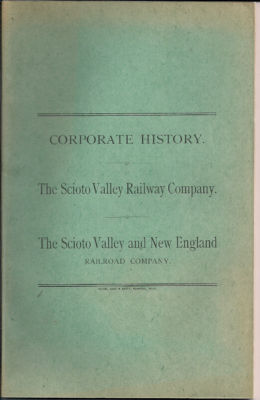 CORPORATE HISTORY.
The Scioto Valley Railway Company.
The Scioto Valley and New England
RAILROAD COMPANY.